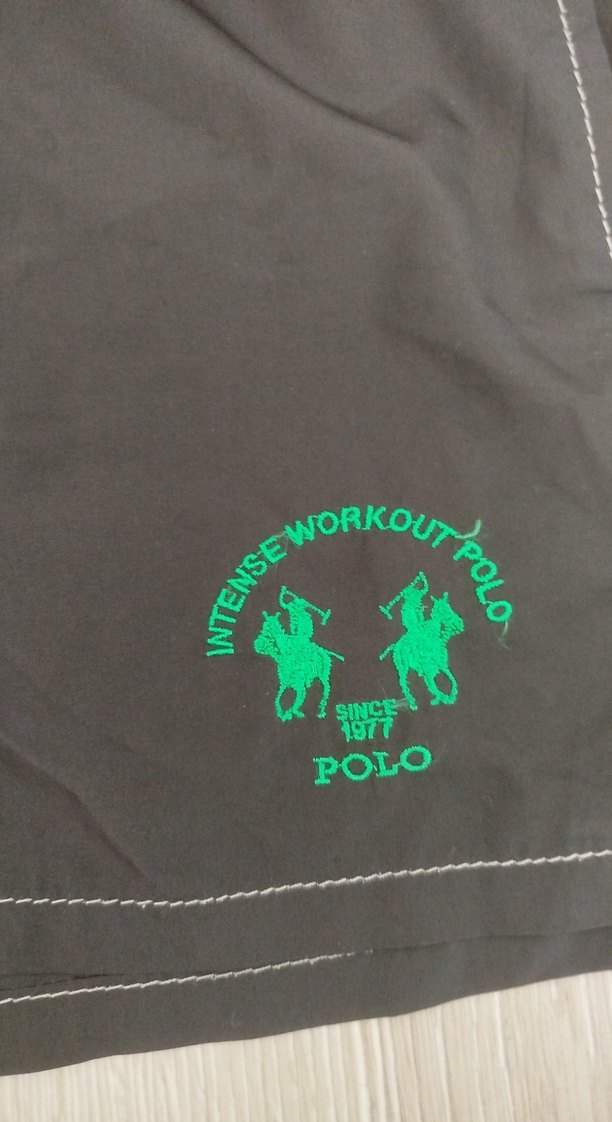 INTENSE WORKOUT POLO
SINCE
1977
POLO